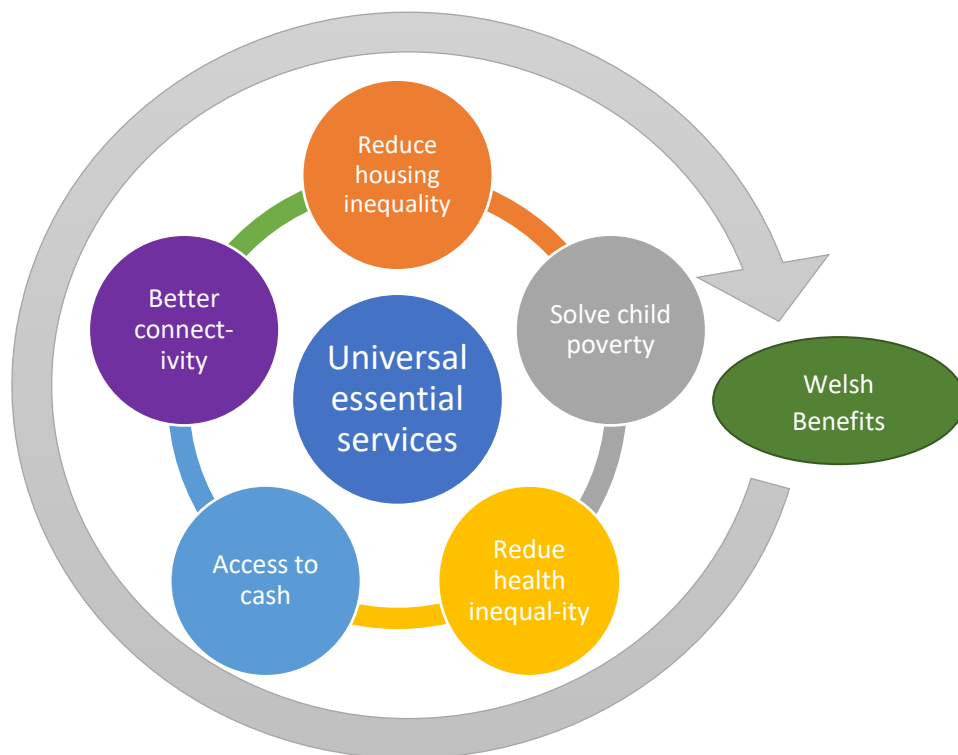 Reduce
housing
inequality
Solve child
poverty
Redue
health
inequal-ity
Access to
cash
Better
connect-
ivity
Universal
essential
services
Welsh
Benefits